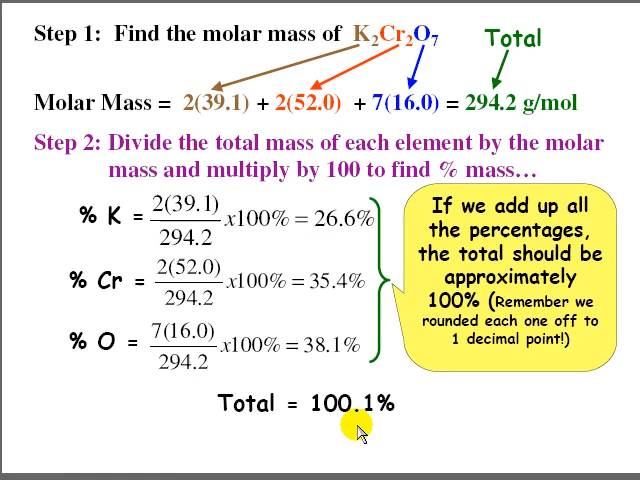 Step 1: Find the molar mass of K₂Cr₂O₇
Total
Molar Mass = 2(39.1) + 2(52.0) + 7(16.0) = 294.2 g/mol
Step 2: Divide the total mass of each element by the molar
mass and multiply by 100 to find % mass…
% K = 2(39.1)/294.2 x100% = 26.6%
% Cr = 2(52.0)/294.2 x100% = 35.4%
% O = 7(16.0)/294.2 x100% = 38.1%
If we add up all
the percentages,
the total should be
approximately
100% (Remember we
rounded each one off to
1 decimal point!)
Total = 100.1%